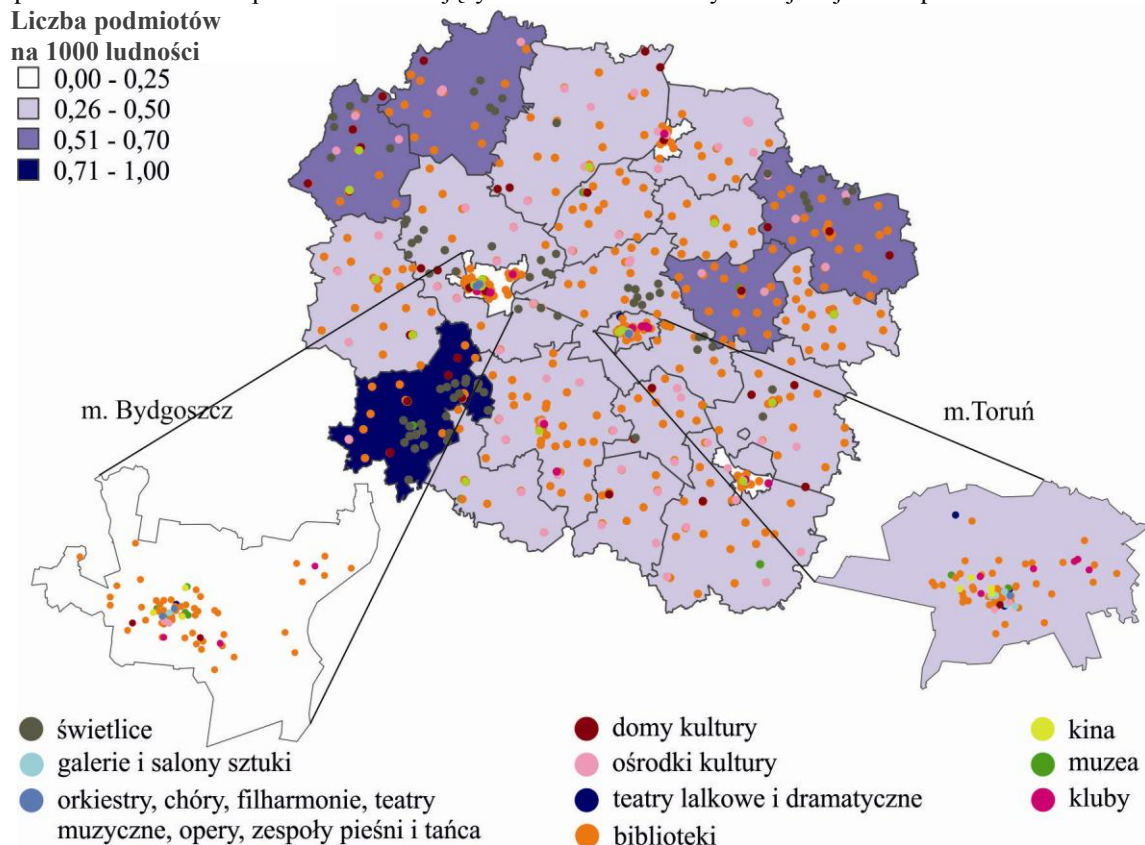 Liczba podmiotów
na 1000 ludności
0,00 - 0,25
0,26 - 0,50
0,51 - 0,70
0,71 - 1,00
m. Bydgoszcz
m.Toruń
świetlice
galerie i salony sztuki
orkiestry, chóry, filharmonie, teatry
muzyczne, opery, zespoły pieśni i tańca
domy kultury
ośrodki kultury
teatry lalkowe i dramatyczne
biblioteki
kina
muzea
kluby